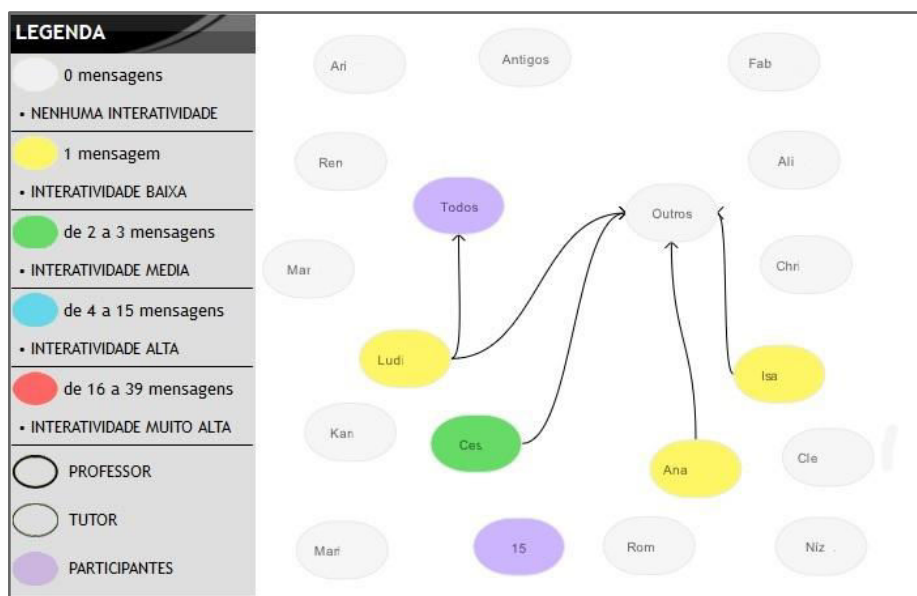 LEGENDA
0 mensagens
• NENHUMA INTERATIVIDADE
1 mensagem
• INTERATIVIDADE BAIXA
de 2 a 3 mensagens
• INTERATIVIDADE MEDIA
de 4 a 15 mensagens
• INTERATIVIDADE ALTA
de 16 a 39 mensagens
• INTERATIVIDADE MUITO ALTA
PROFESSOR
TUTOR
PARTICIPANTES
Ari
Antigos
Fab
Ren
Ali
Todos
Outros
Mar
Chri
Ludi
Isa
Kan
Ces
Cle
Ana
Mari
15
Rom
Niz